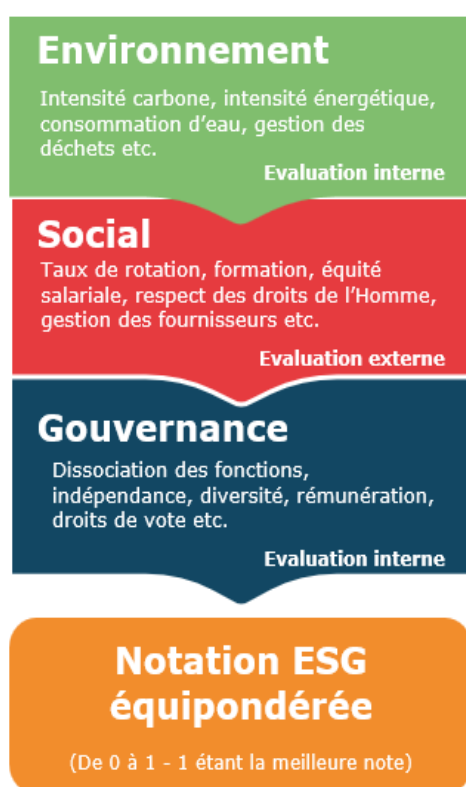 Environnement
Intensité carbone, intensité énergétique,
consommation d'eau, gestion des
déchets etc.
Evaluation interne
Social
Taux de rotation, formation, équité
salariale, respect des droits de l'Homme,
gestion des fournisseurs etc.
Evaluation externe
Gouvernance
Dissociation des fonctions,
indépendance, diversité, rémunération,
droits de vote etc.
Evaluation interne
Notation ESG
équipondérée
(De 0 à 1 - 1 étant la meilleure note)